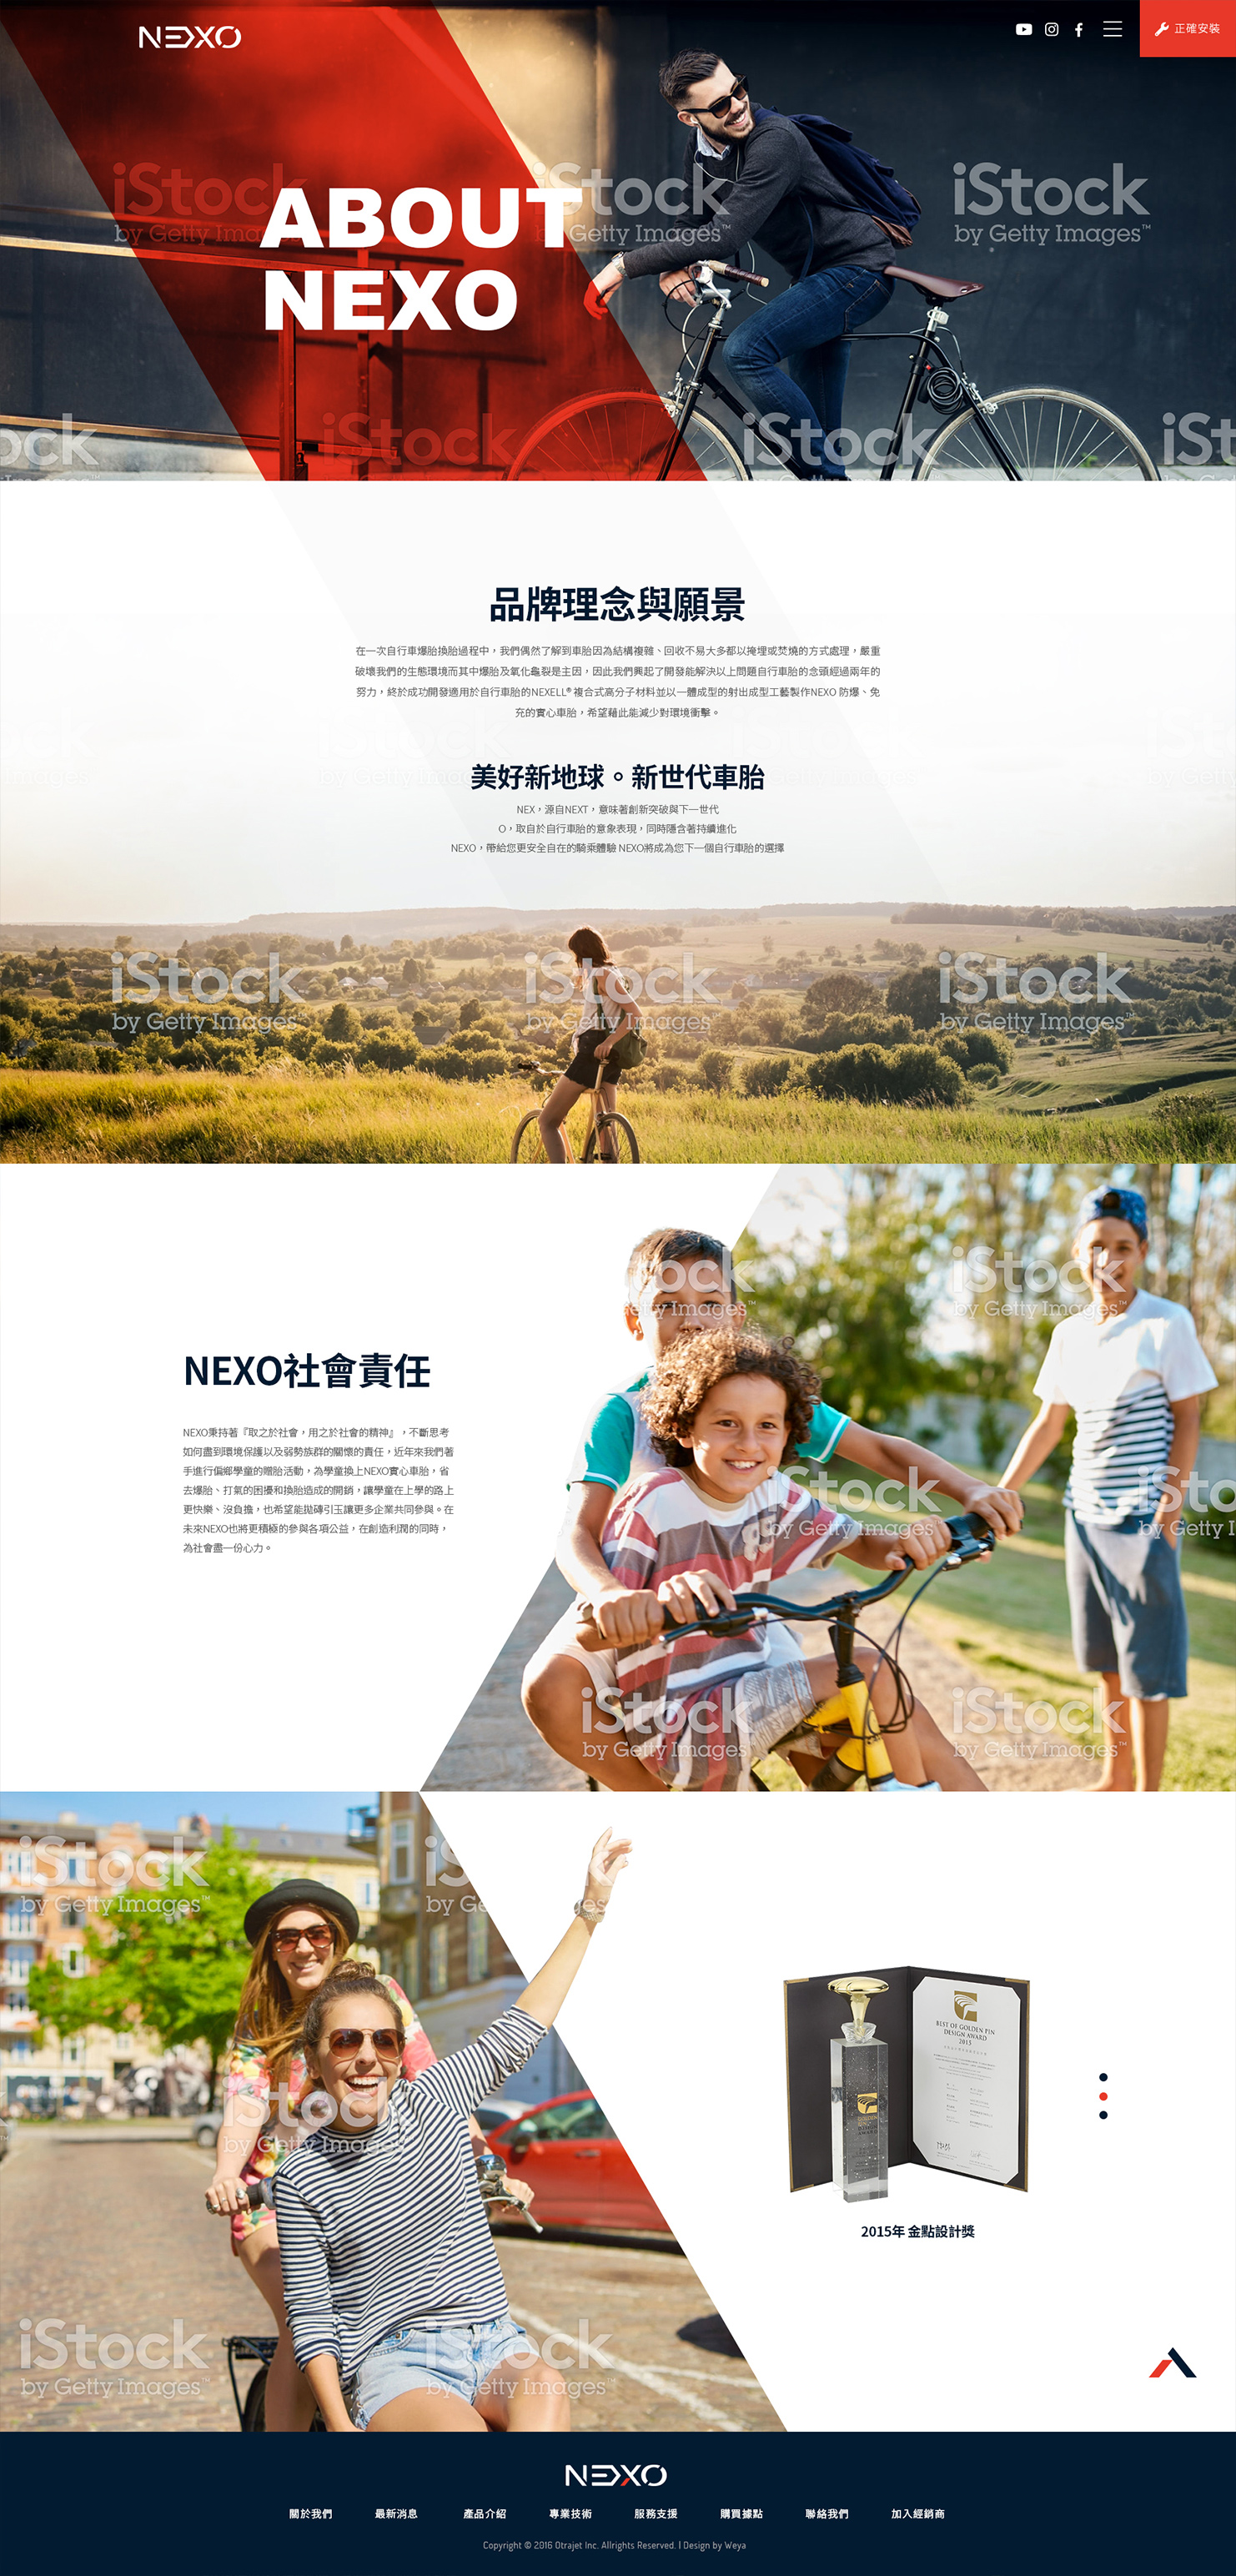 NEXO
正確安裝
iStock
by Getty Images™
ABOUT
NEXO
品牌理念與願景
在一次自行車爆胎換胎過程中，我們偶然了解到車胎因為結構複雜、回收不易大多都以掩埋或焚燒的方式處理，嚴重
破壞我們的生態環境而其中爆胎及氧化龜裂是主因，因此我們興起了開發能解決以上問題自行車胎的念頭經過兩年的
努力，終於成功開發適用於自行車胎的NEXELL® 複合式高分子材料並以一體成型的射出成型工藝製作NEXO 防爆、免
充的實心車胎，希望藉此能減少對環境衝擊。
美好新地球。新世代車胎
NEX，源自NEXT，意味著創新突破與下一世代
O，取自於自行車胎的意象表現，同時隱含著持續進化
NEXO，帶給您更安全自在的騎乘體驗 NEXO將成為您下一個自行車胎的選擇
iStock
by Getty Images™
NEXO社會責任
NEXO秉持著『取之於社會，用之於社會的精神』，不斷思考
如何盡到環境保護以及弱勢族群的關懷的責任，近年來我們著
手進行偏鄉學童的贈胎活動，為學童換上NEXO實心車胎，省
去爆胎、打氣的困擾和換胎造成的開銷，讓學童在上學的路上
更快樂、沒負擔，也希望能拋磚引玉讓更多企業共同參與。在
未來NEXO也將更積極的參與各項公益，在創造利潤的同時，
為社會盡一份心力。
iStock
by Getty Images™
BEST OF GOLDEN PIN
DESIGN AWARD
2015
2015年 金點設計獎
NEXO
關於我們 最新消息 產品介紹 專業技術 服務支援 購買據點 聯絡我們 加入經銷商
Copyright © 2016 Otrajet Inc. Allrights Reserved. | Design by Weya